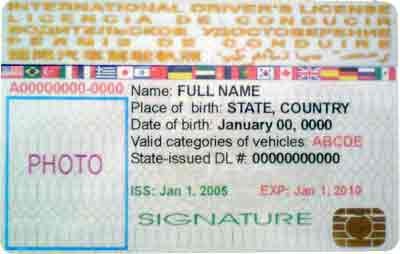 INTERNATIONAL DRIVER'S LICENSE
LICENCIA DE CONDUCIR
ВОДИТЕЛЬСКОЕ УДОСТОВЕРЕНИЕ
DE CONDUIRE
A00000000-0000
Name: FULL NAME
Place of birth: STATE, COUNTRY
Date of birth: January 00, 0000
Valid categories of vehicles: ABCDE
State-issued DL #: 00000000000
PHOTO
ISS: Jan 1, 2005 EXP: Jan 1, 2010
SIGNATURE